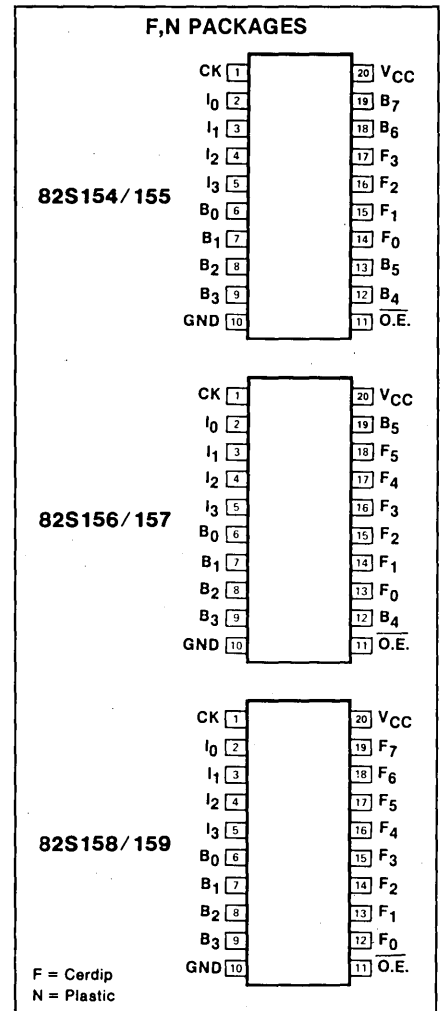 F,N PACKAGES
82S154/155
CK 1 20 VCC
I0 2 19 B7
I1 3 18 B6
I2 4 17 F3
I3 5 16 F2
B0 6 15 F1
B1 7 14 F0
B2 8 13 B5
B3 9 12 B4
GND 10 11 O.E.
82S156/157
CK 1 20 VCC
I0 2 19 B5
I1 3 18 F5
I2 4 17 F4
I3 5 16 F3
B0 6 15 F2
B1 7 14 F1
B2 8 13 F0
B3 9 12 B4
GND 10 11 O.E.
82S158/159
CK 1 20 VCC
I0 2 19 F7
I1 3 18 F6
I2 4 17 F5
I3 5 16 F4
B0 6 15 F3
B1 7 14 F2
B2 8 13 F1
B3 9 12 F0
GND 10 11 O.E.
F = Cerdip
N = Plastic